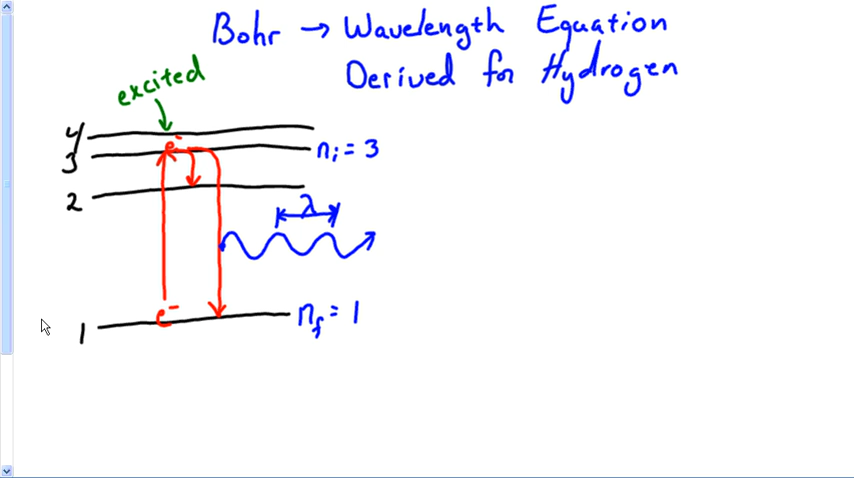 Bohr → Wavelength Equation
Derived for Hydrogen
excited
4
e⁻
3
nᵢ = 3
2
λ
e⁻
n_f = 1
1